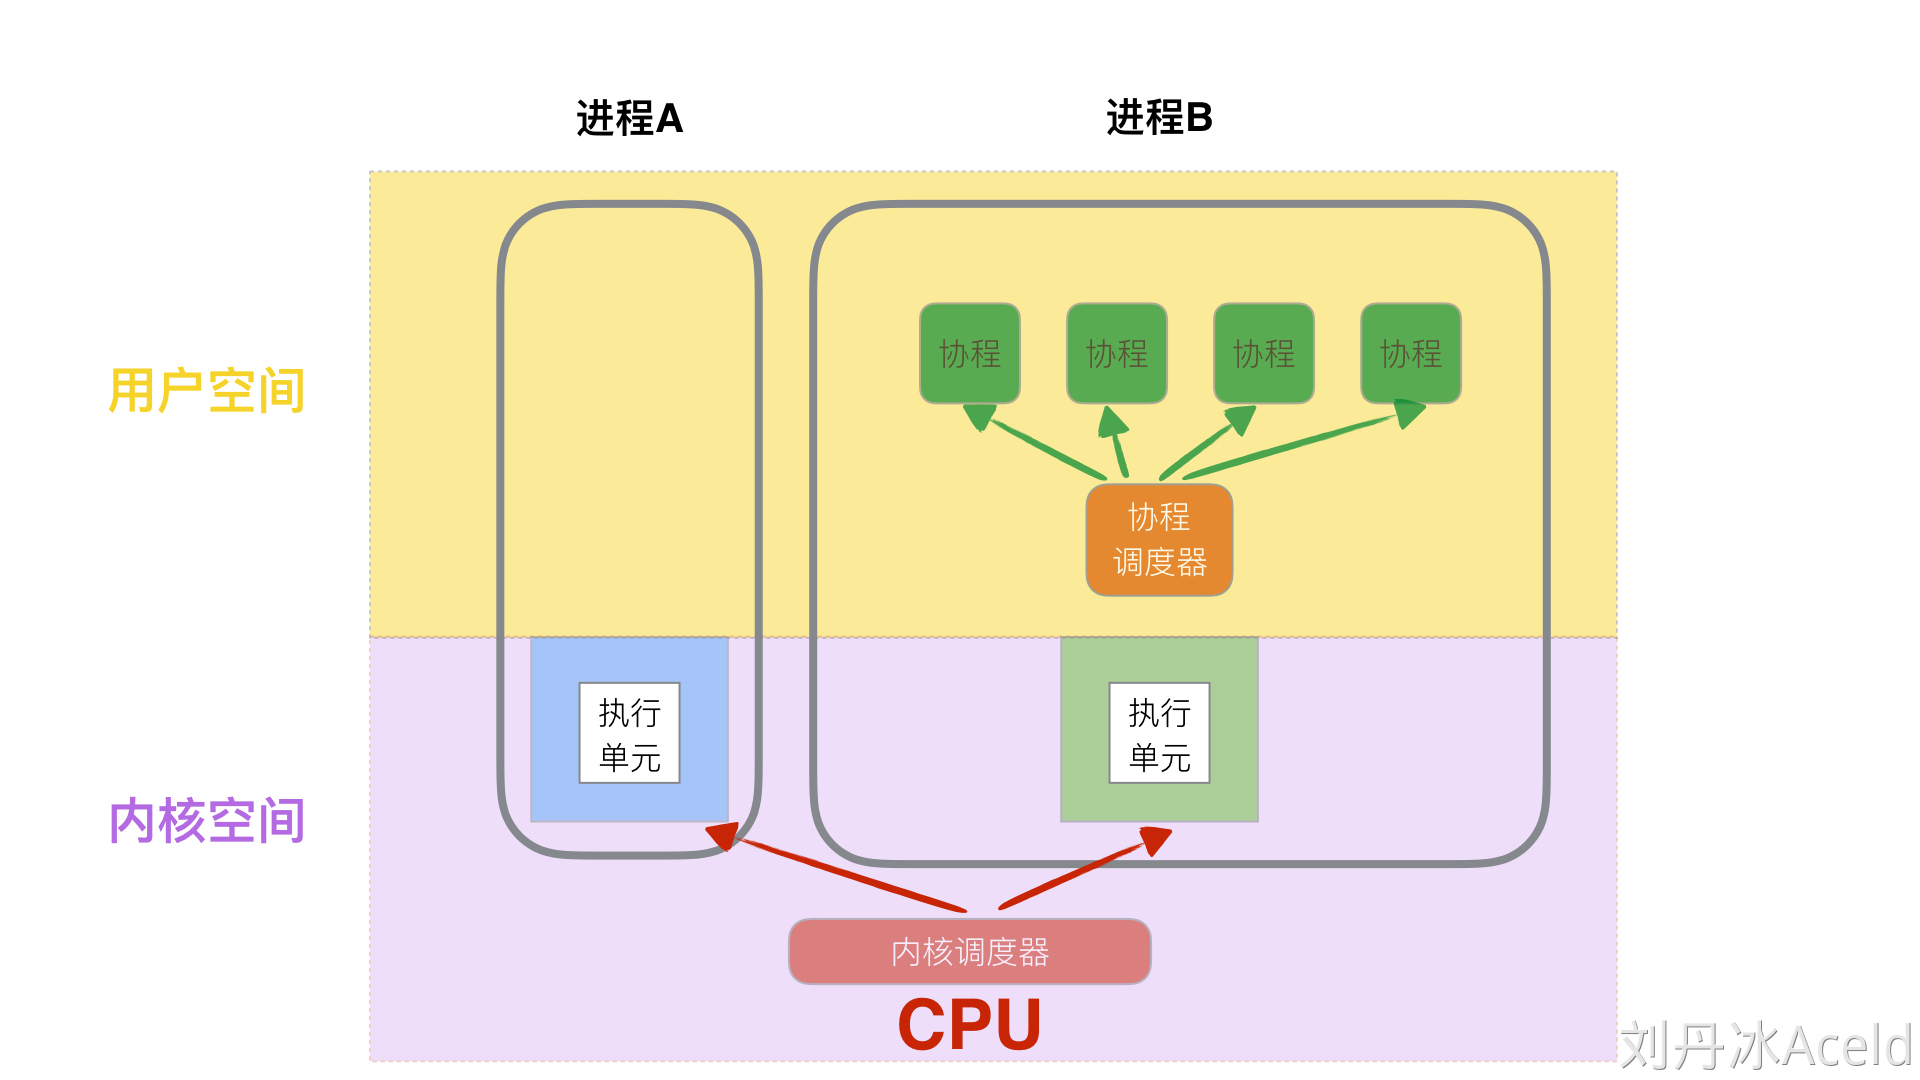 进程A
进程B
用户空间
协程
协程
协程
协程
协程
调度器
内核空间
执行
单元
执行
单元
内核调度器
CPU
刘丹冰Aceld